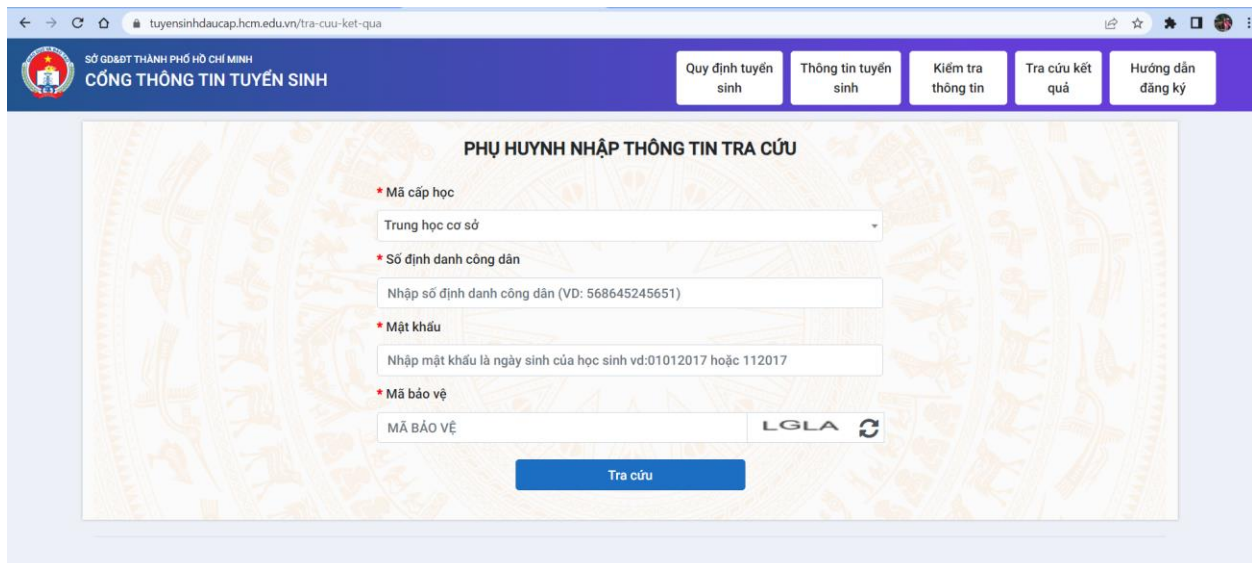 tuyensinhdaucap.hcm.edu.vn/tra-cuu-ket-qua
SỞ GD&ĐT THÀNH PHỐ HỒ CHÍ MINH
CỔNG THÔNG TIN TUYỂN SINH
Quy định tuyển
sinh
Thông tin tuyển
sinh
Kiểm tra
thông tin
Tra cứu kết
quả
Hướng dẫn
đăng ký
PHỤ HUYNH NHẬP THÔNG TIN TRA CỨU
* Mã cấp học
Trung học cơ sở
* Số định danh công dân
Nhập số định danh công dân (VD: 568645245651)
* Mật khẩu
Nhập mật khẩu là ngày sinh của học sinh vd:01012017 hoặc 112017
* Mã bảo vệ
MÃ BẢO VỆ
LGLA
Tra cứu